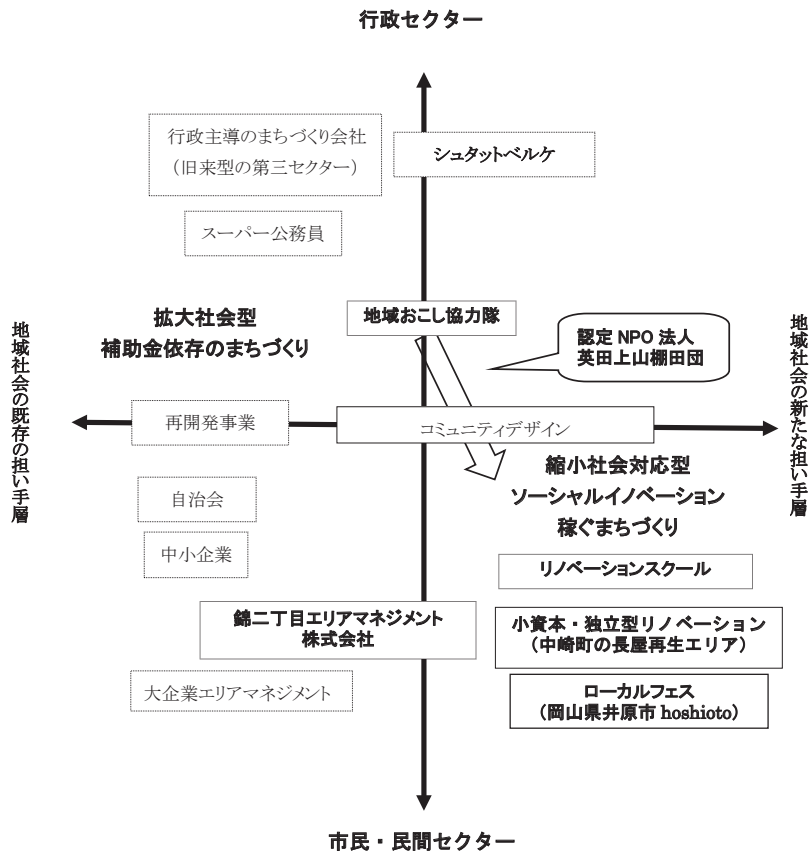 行政セクター
行政主導のまちづくり会社
（旧来型の第三セクター）
シュタットベルケ
スーパー公務員
拡大社会型
補助金依存のまちづくり
地域おこし協力隊
認定 NPO 法人
英田上山棚田団
地域社会の既存の担い手層
地域社会の新たな担い手層
再開発事業
コミュニティデザイン
縮小社会対応型
ソーシャルイノベーション
稼ぐまちづくり
自治会
中小企業
リノベーションスクール
錦二丁目エリアマネジメント
株式会社
小資本・独立型リノベーション
（中崎町の長屋再生エリア）
大企業エリアマネジメント
ローカルフェス
（岡山県井原市 hoshioto）
市民・民間セクター